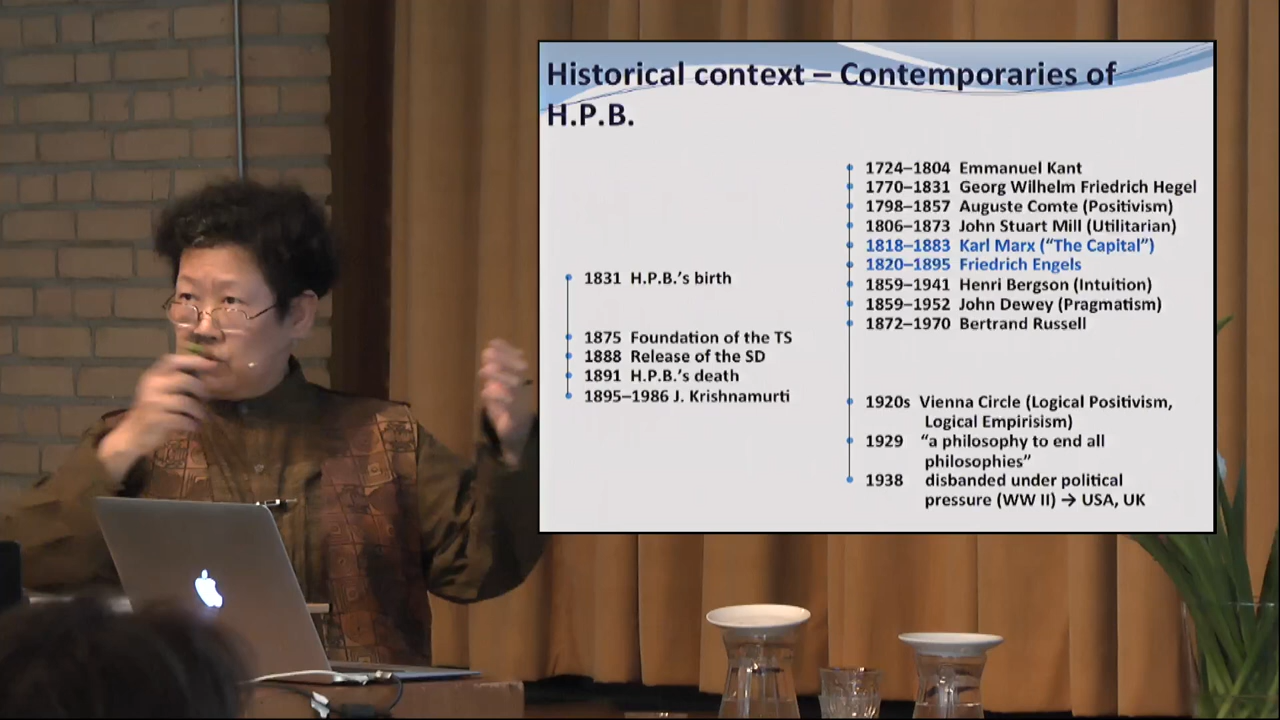 Historical context – Contemporaries of
H.P.B.
1831 H.P.B.'s birth
1875 Foundation of the TS
1888 Release of the SD
1891 H.P.B.'s death
1895–1986 J. Krishnamurti
1724–1804 Emmanuel Kant
1770–1831 Georg Wilhelm Friedrich Hegel
1798–1857 Auguste Comte (Positivism)
1806–1873 John Stuart Mill (Utilitarian)
1818–1883 Karl Marx (“The Capital”)
1820–1895 Friedrich Engels
1859–1941 Henri Bergson (Intuition)
1859–1952 John Dewey (Pragmatism)
1872–1970 Bertrand Russell
1920s Vienna Circle (Logical Positivism,
Logical Empirisism)
1929 “a philosophy to end all
philosophies”
1938 disbanded under political
pressure (WW II) → USA, UK